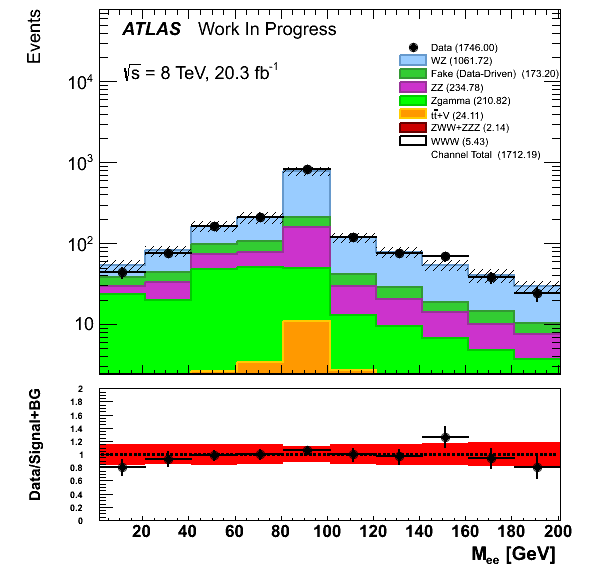 Events
ATLAS Work In Progress
√s = 8 TeV, 20.3 fb⁻¹
Data (1746.00)
WZ (1061.72)
Fake (Data-Driven) (173.20)
ZZ (234.78)
Zgamma (210.82)
tt̄+V (24.11)
ZWW+ZZZ (2.14)
WWW (5.43)
Channel Total (1712.19)
10⁴
10³
10²
10
Data/Signal+BG
2
1.8
1.6
1.4
1.2
1
0.8
0.6
0.4
0.2
0
20 40 60 80 100 120 140 160 180 200
Mee [GeV]